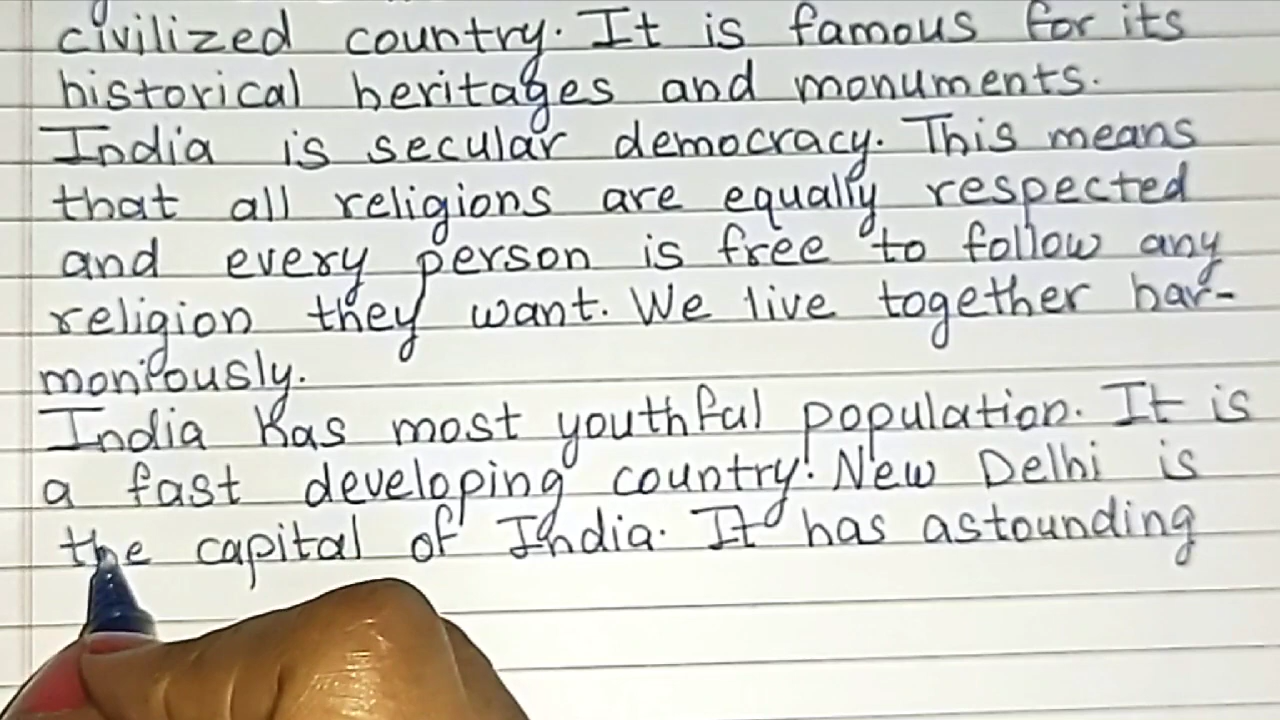 civilized country. It is famous for its
historical heritages and monuments.
India is secular democracy. This means
that all religions are equally respected
and every person is free to follow any
religion they want. We live together har-
moniously.
India has most youthful population. It is
a fast developing country. New Delhi is
the capital of India. It has astounding